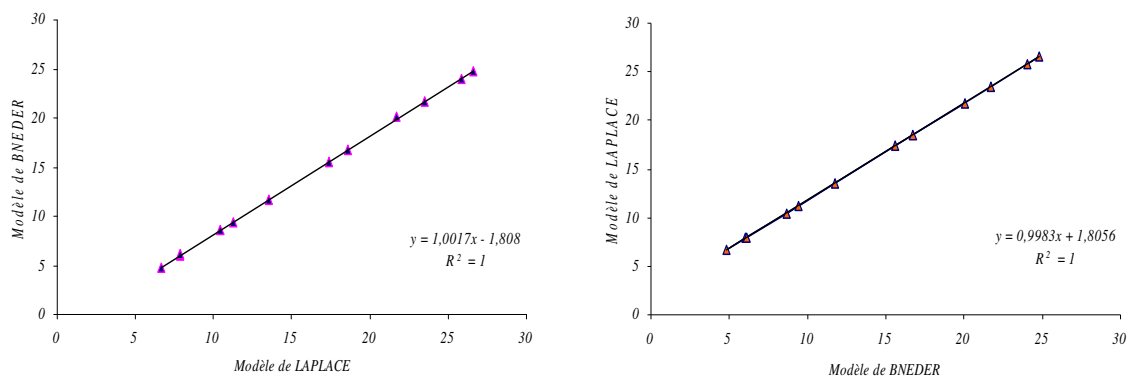 30
25
20
15
10
5
0
Modèle de BNEDER
y = 1,0017x - 1,808
R² = 1
0 5 10 15 20 25 30
Modèle de LAPLACE
30
25
20
15
10
5
0
Modèle de LAPLACE
y = 0,9983x + 1,8056
R² = 1
0 5 10 15 20 25 30
Modèle de BNEDER